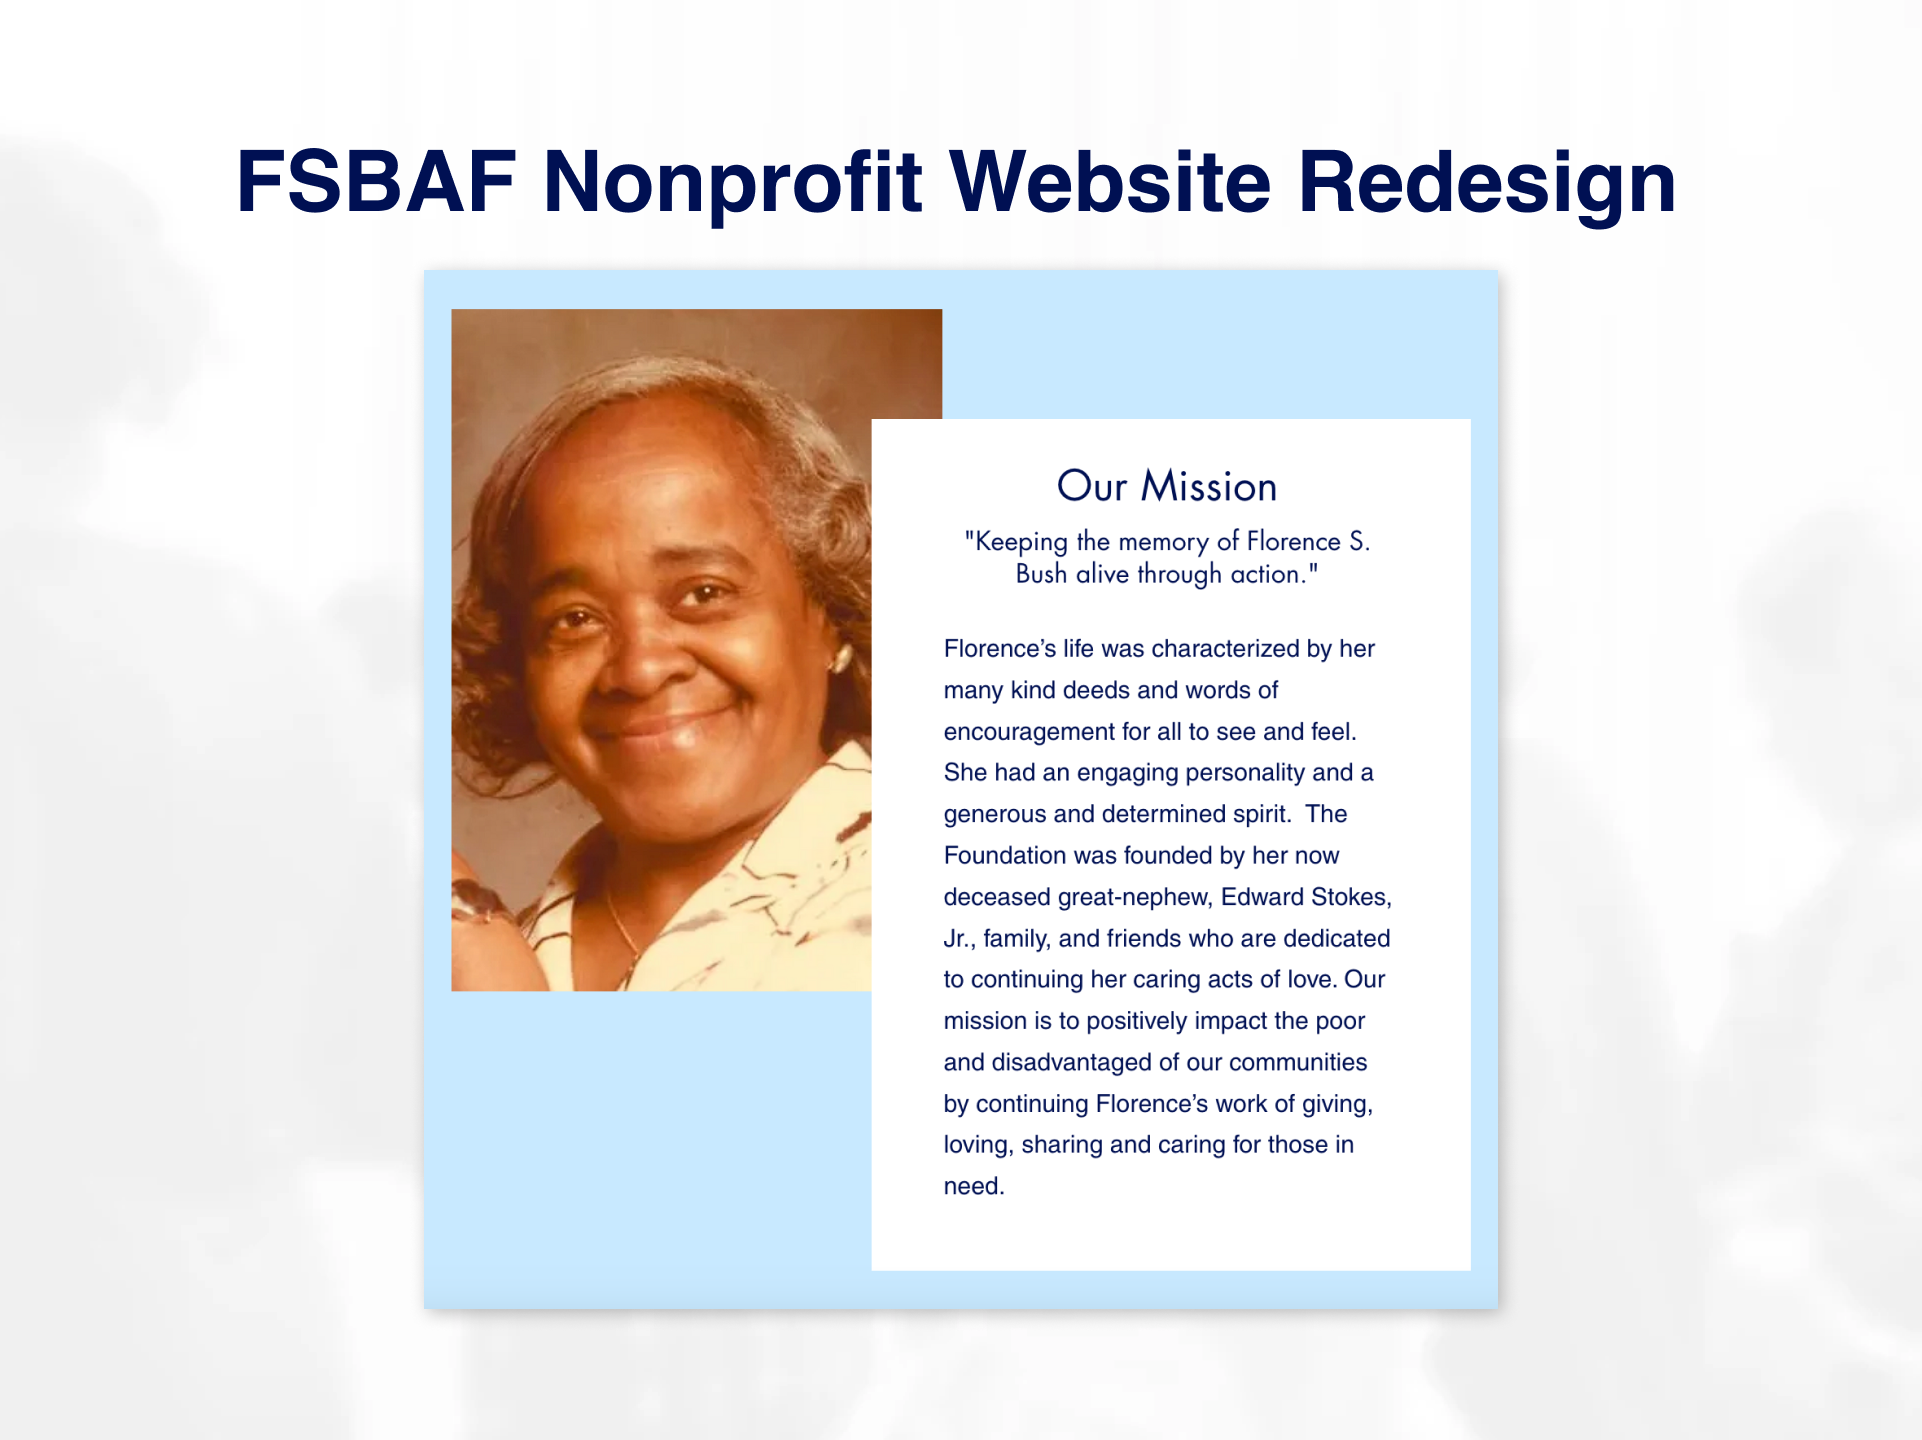 FSBAF Nonprofit Website Redesign
Our Mission
"Keeping the memory of Florence S.
Bush alive through action."
Florence’s life was characterized by her
many kind deeds and words of
encouragement for all to see and feel.
She had an engaging personality and a
generous and determined spirit.  The
Foundation was founded by her now
deceased great-nephew, Edward Stokes,
Jr., family, and friends who are dedicated
to continuing her caring acts of love. Our
mission is to positively impact the poor
and disadvantaged of our communities
by continuing Florence’s work of giving,
loving, sharing and caring for those in
need.